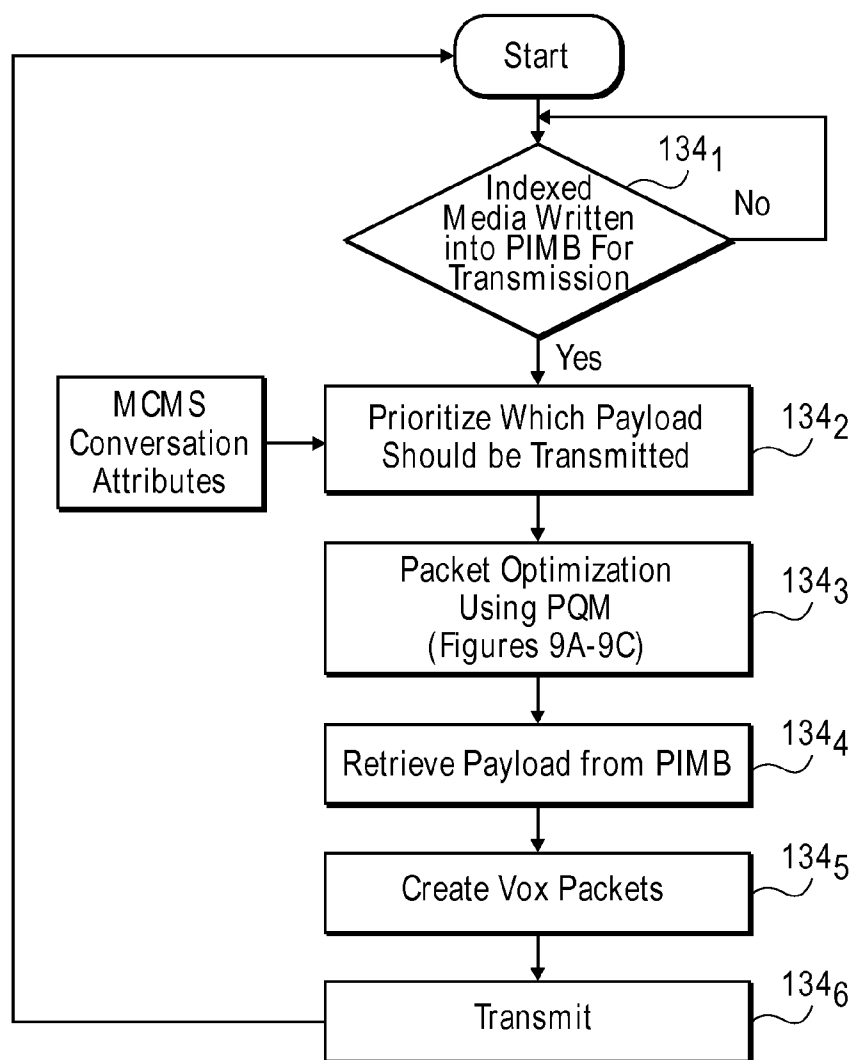 Start
134₁
Indexed
Media Written
into PIMB For
Transmission
No
Yes
MCMS
Conversation
Attributes
Prioritize Which Payload
Should be Transmitted
134₂
Packet Optimization
Using PQM
(Figures 9A-9C)
134₃
Retrieve Payload from PIMB
134₄
Create Vox Packets
134₅
Transmit
134₆